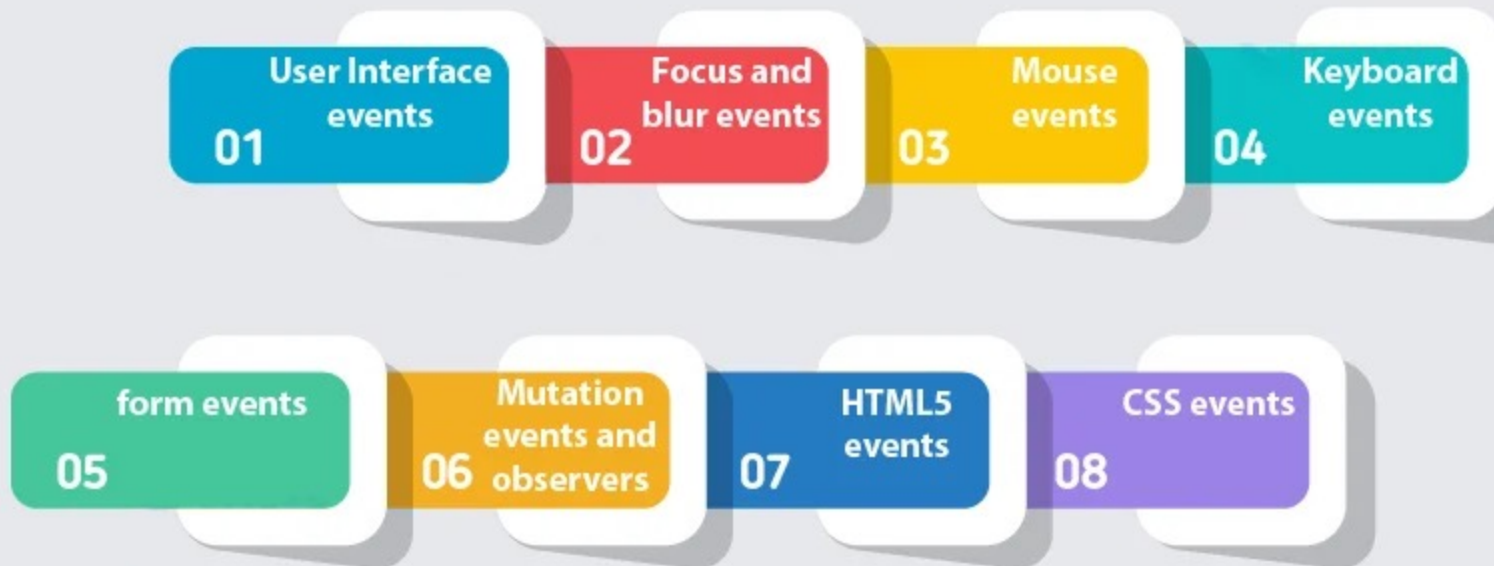 User Interface
events
01
Focus and
blur events
02
Mouse
events
03
Keyboard
events
04
form events
05
Mutation
events and
observers
06
HTML5
events
07
CSS events
08